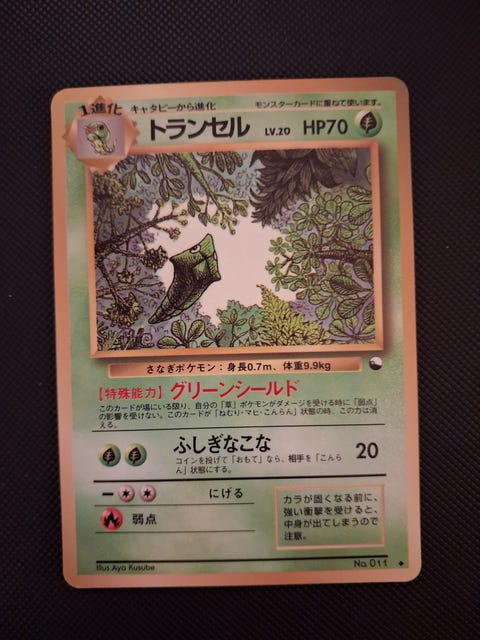 1進化 キャタピーから進化 モンスターカードに重ねて使います。
トランセル LV.20 HP70
さなぎポケモン：身長0.7m、体重9.9kg
【特殊能力】グリーンシールド
このカードが場にいる限り、自分の「草」ポケモンがダメージを受ける時に「弱点」
の影響を受けない。このカードが「ねむり・マヒ・こんらん」状態の時、この力は消
える。
ふしぎなこな 20
コインを投げて「おもて」なら、相手を「こんら
ん」状態にする。
にげる
弱点
カラが固くなる前に、
強い衝撃を受けると、
中身が出てしまうので
注意。
Illus.Aya Kusube No.011